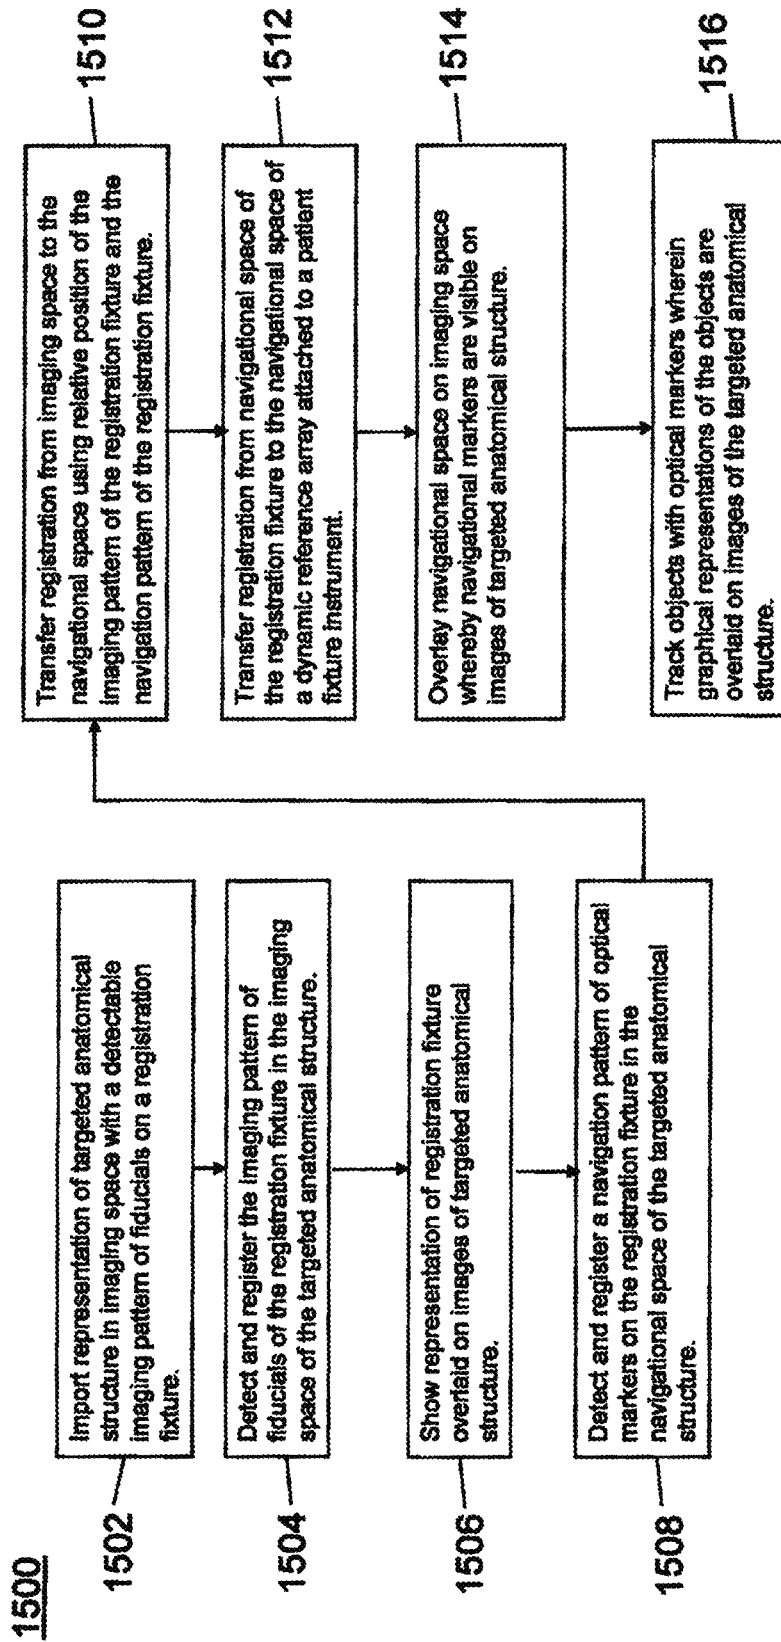 1500
1502
Import representation of targeted anatomical
structure in imaging space with a detectable
imaging pattern of fiducials on a registration
fixture.
1504
Detect and register the imaging pattern of
fiducials of the registration fixture in the imaging
space of the targeted anatomical structure.
1506
Show representation of registration fixture
overlaid on images of targeted anatomical
structure.
1508
Detect and register a navigation pattern of optical
markers on the registration fixture in the
navigational space of the targeted anatomical
structure.
1510
Transfer registration from imaging space to the
navigational space using relative position of the
imaging pattern of the registration fixture and the
navigation pattern of the registration fixture.
1512
Transfer registration from navigational space of
the registration fixture to the navigational space of
a dynamic reference array attached to a patient
fixture instrument.
1514
Overlay navigational space on imaging space
whereby navigational markers are visible on
images of targeted anatomical structure.
1516
Track objects with optical markers wherein
graphical representations of the objects are
overlaid on images of the targeted anatomical
structure.